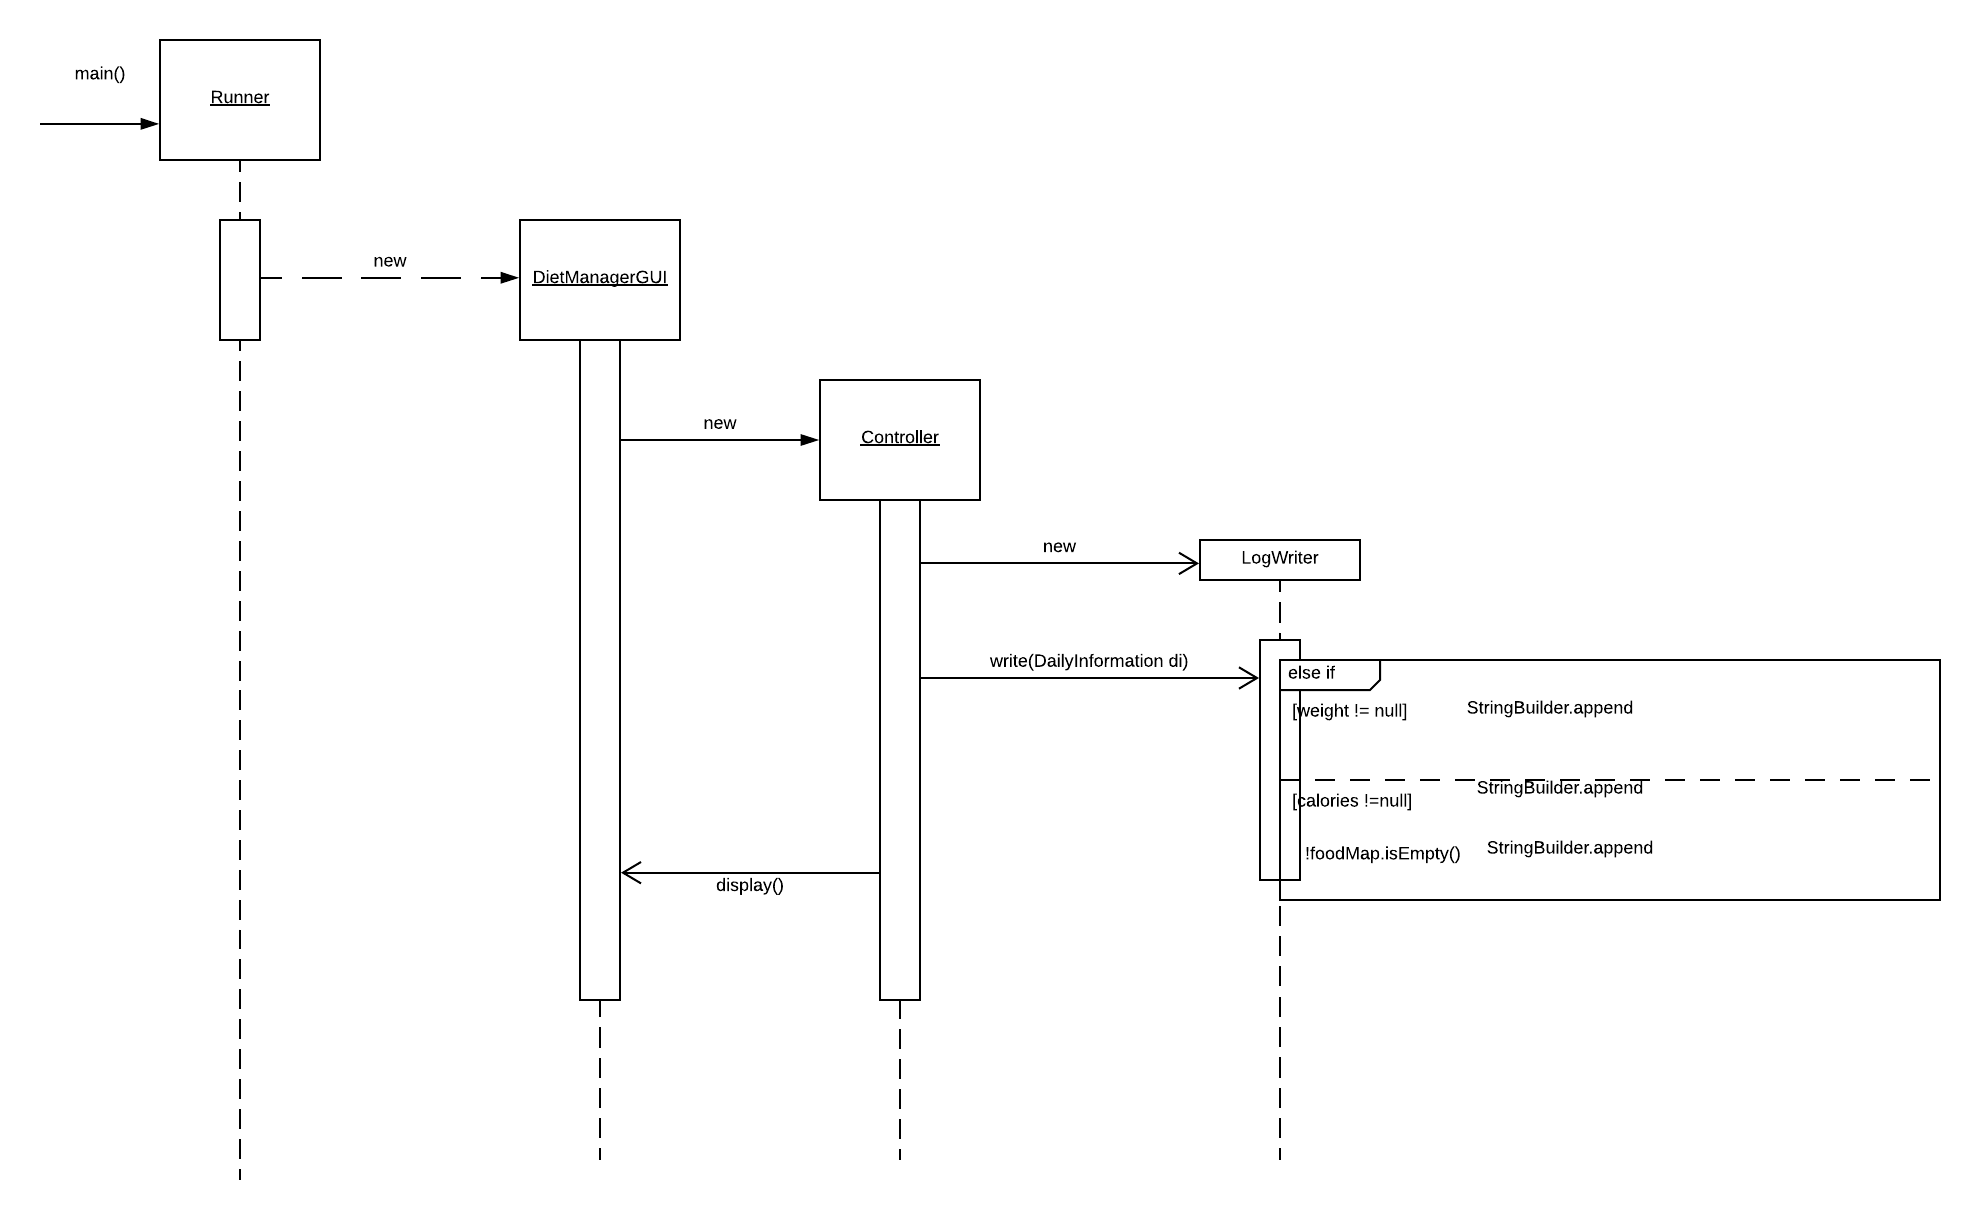 main()
Runner
new
DietManagerGUI
new
Controller
new
LogWriter
write(DailyInformation di)
else if
[weight != null]
StringBuilder.append
StringBuilder.append
[calories !=null]
!foodMap.isEmpty()
StringBuilder.append
display()